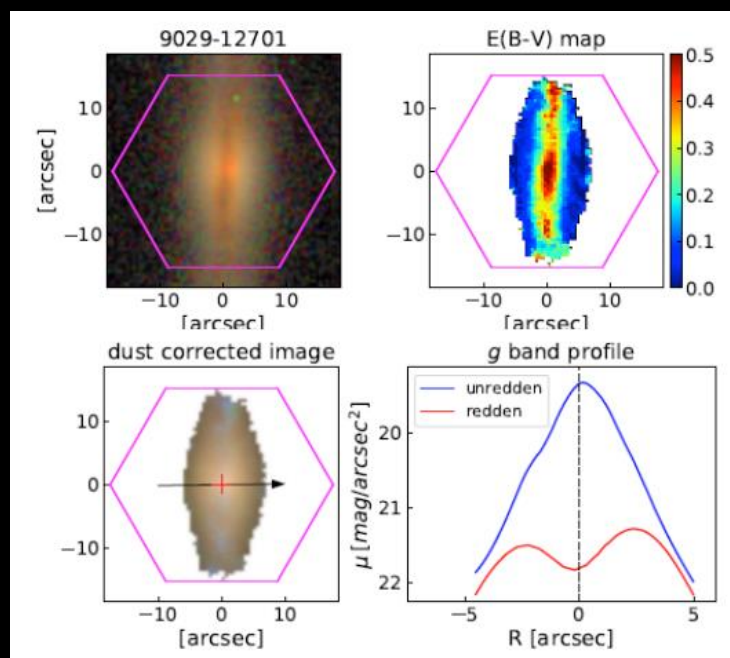 9029-12701
E(B-V) map
[arcsec]
10
0
−10
−10 0 10
[arcsec]
10
0
−10
−10 0 10
[arcsec]
0.5
0.4
0.3
0.2
0.1
0.0
dust corrected image
g band profile
10
0
−10
−10 0 10
[arcsec]
μ [mag/arcsec²]
20
21
22
unredden
redden
−5 0 5
R [arcsec]